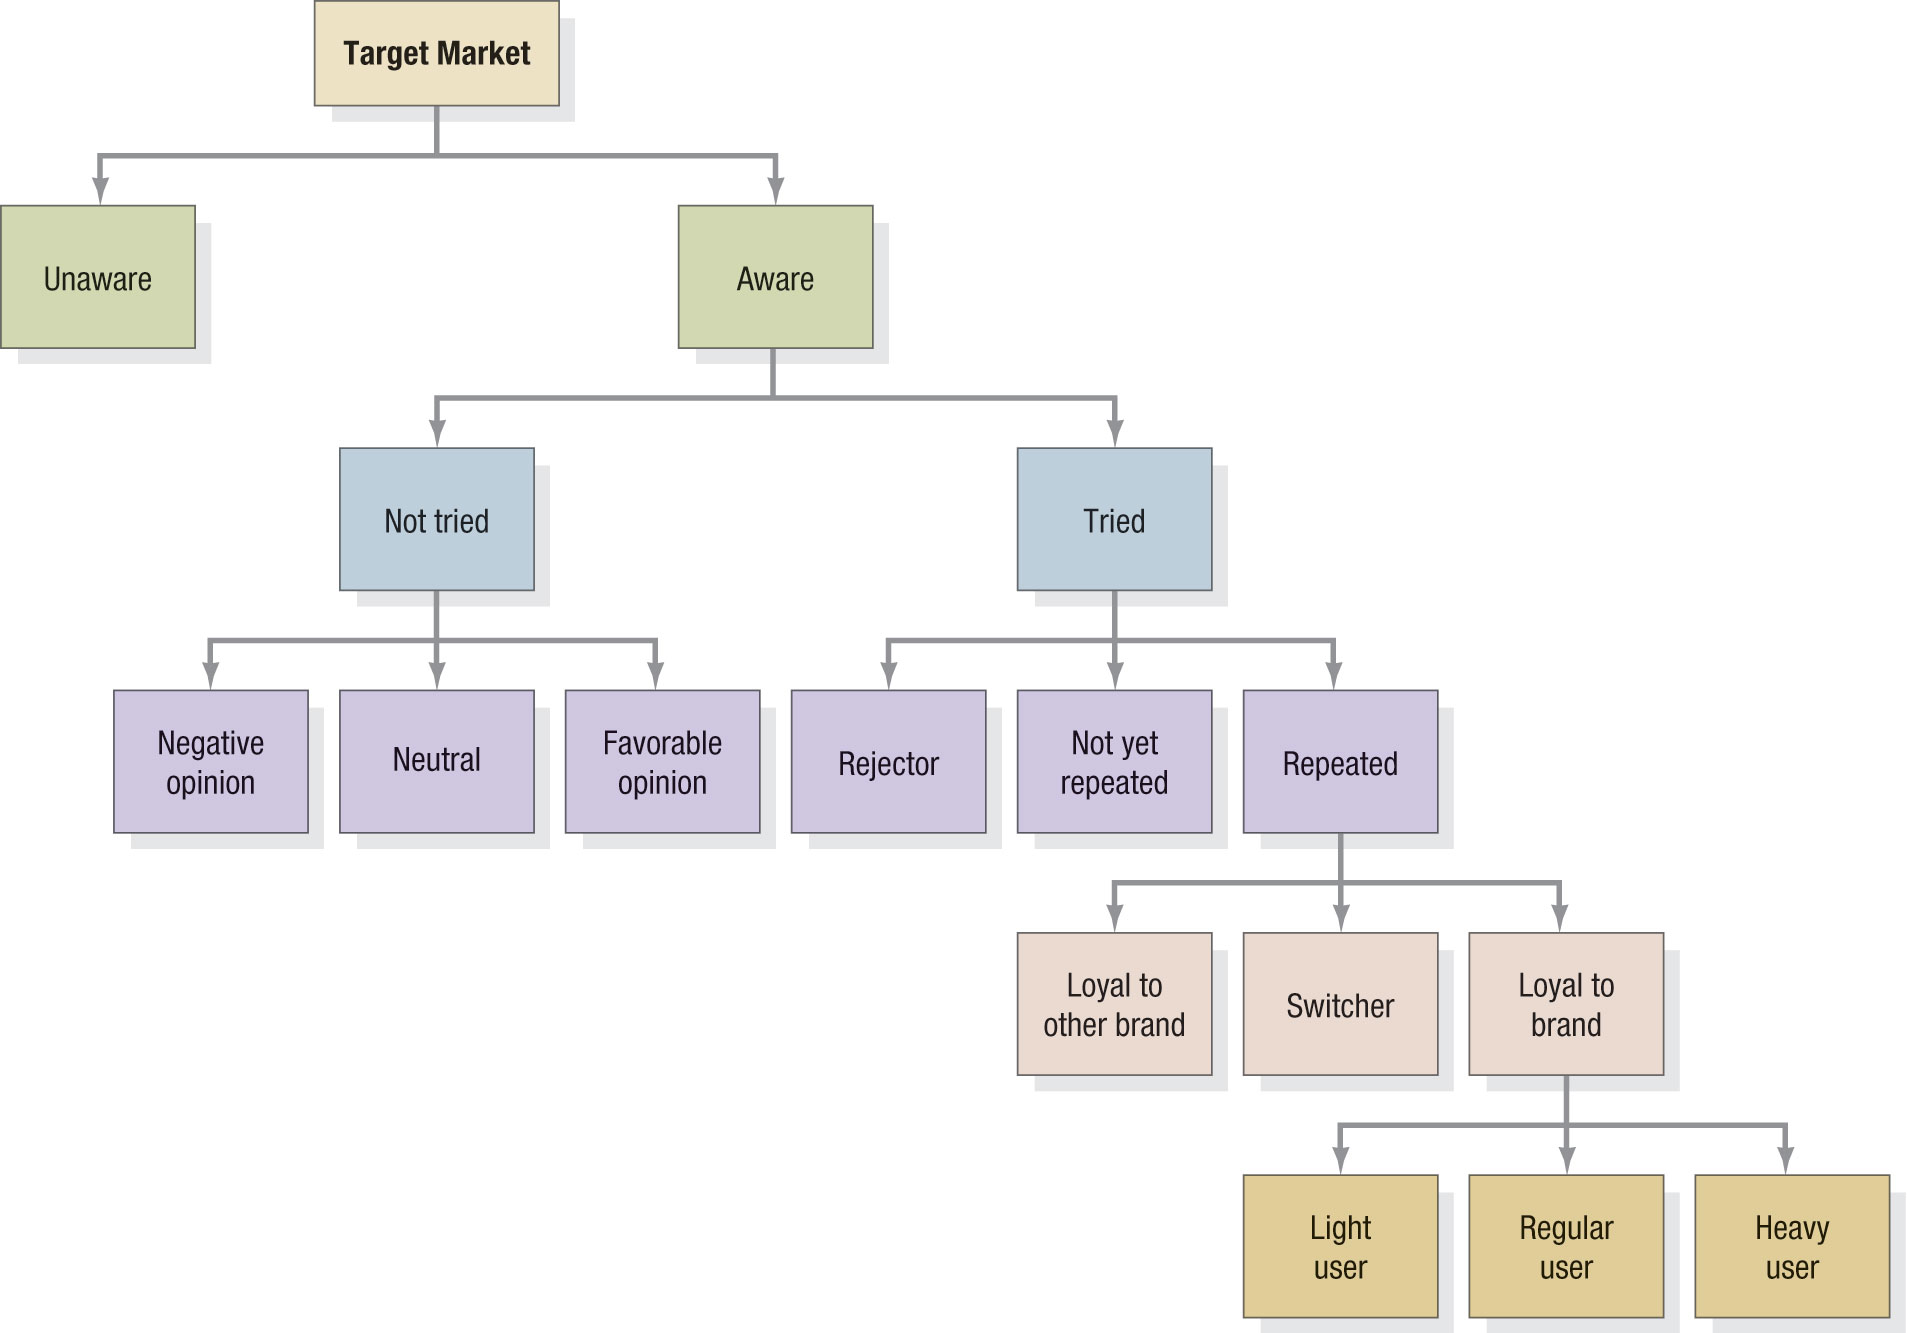 Target Market
Unaware
Aware
Not tried
Tried
Negative
opinion
Neutral
Favorable
opinion
Rejector
Not yet
repeated
Repeated
Loyal to
other brand
Switcher
Loyal to
brand
Light
user
Regular
user
Heavy
user